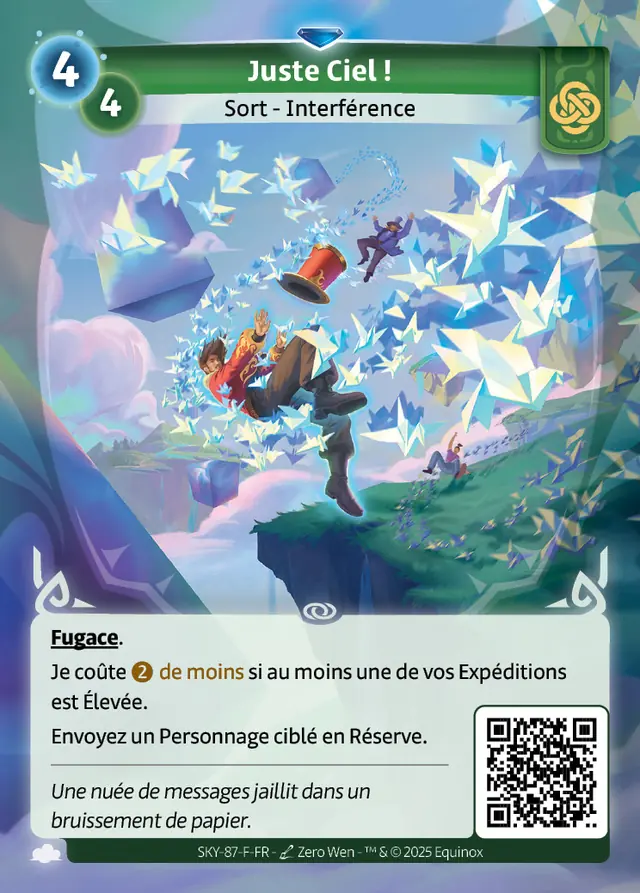 4
4
Juste Ciel !
Sort - Interférence
Fugace.
Je coûte 2 de moins si au moins une de vos Expéditions
est Élevée.
Envoyez un Personnage ciblé en Réserve.
Une nuée de messages jaillit dans un
bruissement de papier.
SKY-87-F-FR - Zero Wen - ™ & © 2025 Equinox